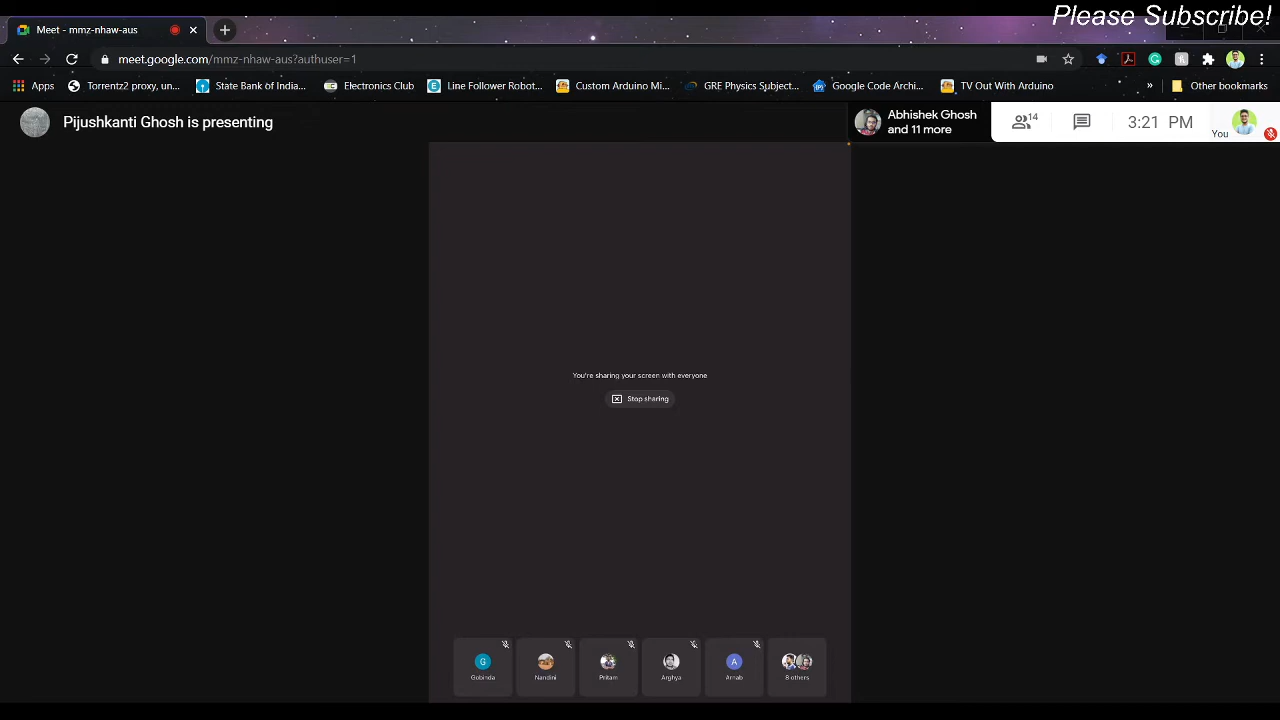 Please Subscribe!
Meet - mmz-nhaw-aus
meet.google.com/mmz-nhaw-aus?authuser=1
Apps
Torrentz2 proxy, un...
State Bank of India...
Electronics Club
Line Follower Robot...
Custom Arduino Mi...
GRE Physics Subject...
Google Code Archi...
TV Out With Arduino
»
Other bookmarks
Pijushkanti Ghosh is presenting
Abhishek Ghosh
and 11 more
14
3:21 PM
You
You're sharing your screen with everyone
Stop sharing
G
Gobinda
Nandini
Pritam
Arghya
A
Arnab
8 others